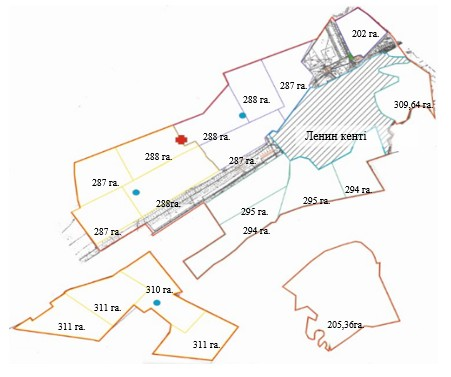 202 га.
287 га.
288 га.
309,64 га.
288 га.
Ленин кенті
288 га.
287 га.
287 га.
294 га.
288га.
295 га.
295 га.
287 га.
294 га.
310 га.
311 га.
311 га.
205,36га.
311 га.